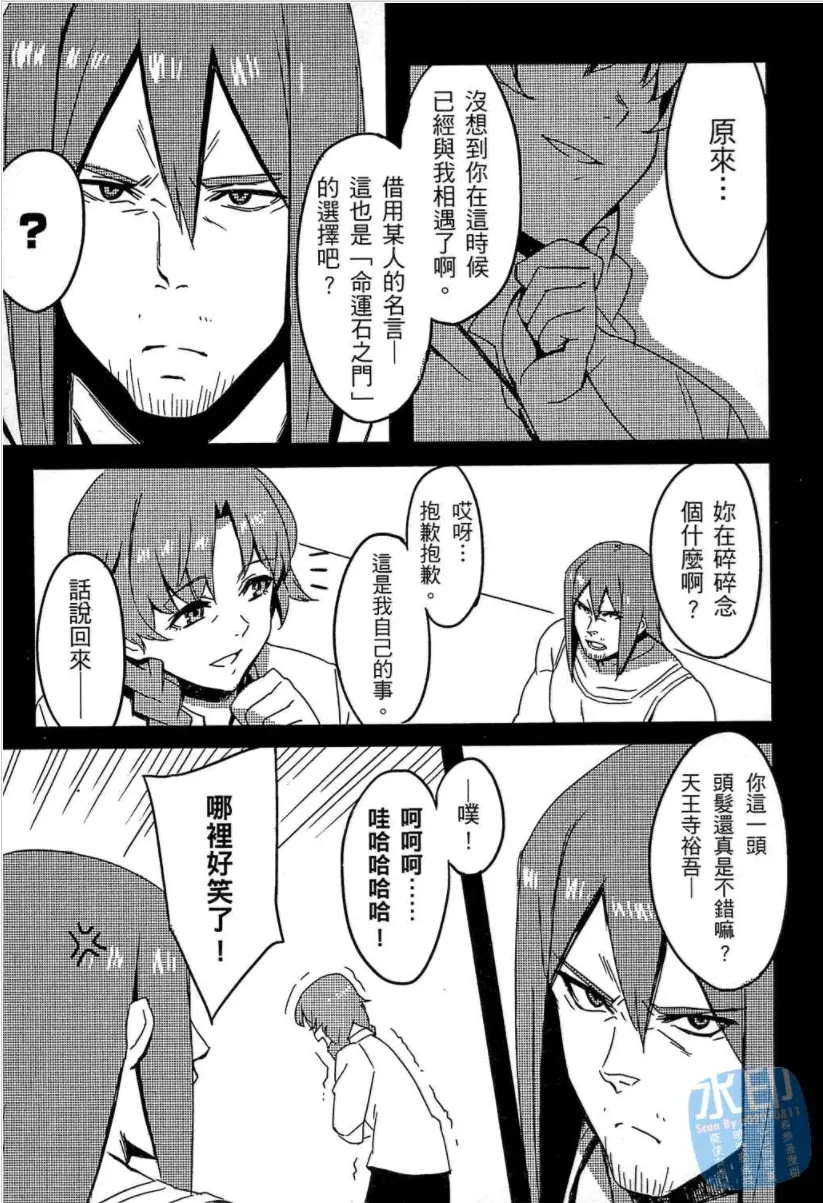 原來…
沒想到你在這時候
已經與我相遇了啊。
借用某人的名言—
這也是「命運石之門」
的選擇吧？
？
妳在碎碎念
個什麼啊？
哎呀…
抱歉抱歉。
這是我自己的事。
話說回來——
你這一頭
頭髮還真是不錯嘛？
天王寺裕吾—
—噗！
呵呵呵……
哇哈哈哈哈！
哪裡好笑了！
水印
Scan By